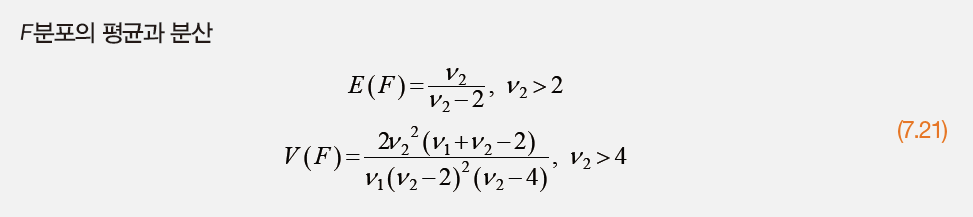 F분포의 평균과 분산
E(F)=ν₂/(ν₂−2), ν₂>2
(7.21)
V(F)=2ν₂²(ν₁+ν₂−2)/(ν₁(ν₂−2)²(ν₂−4)), ν₂>4